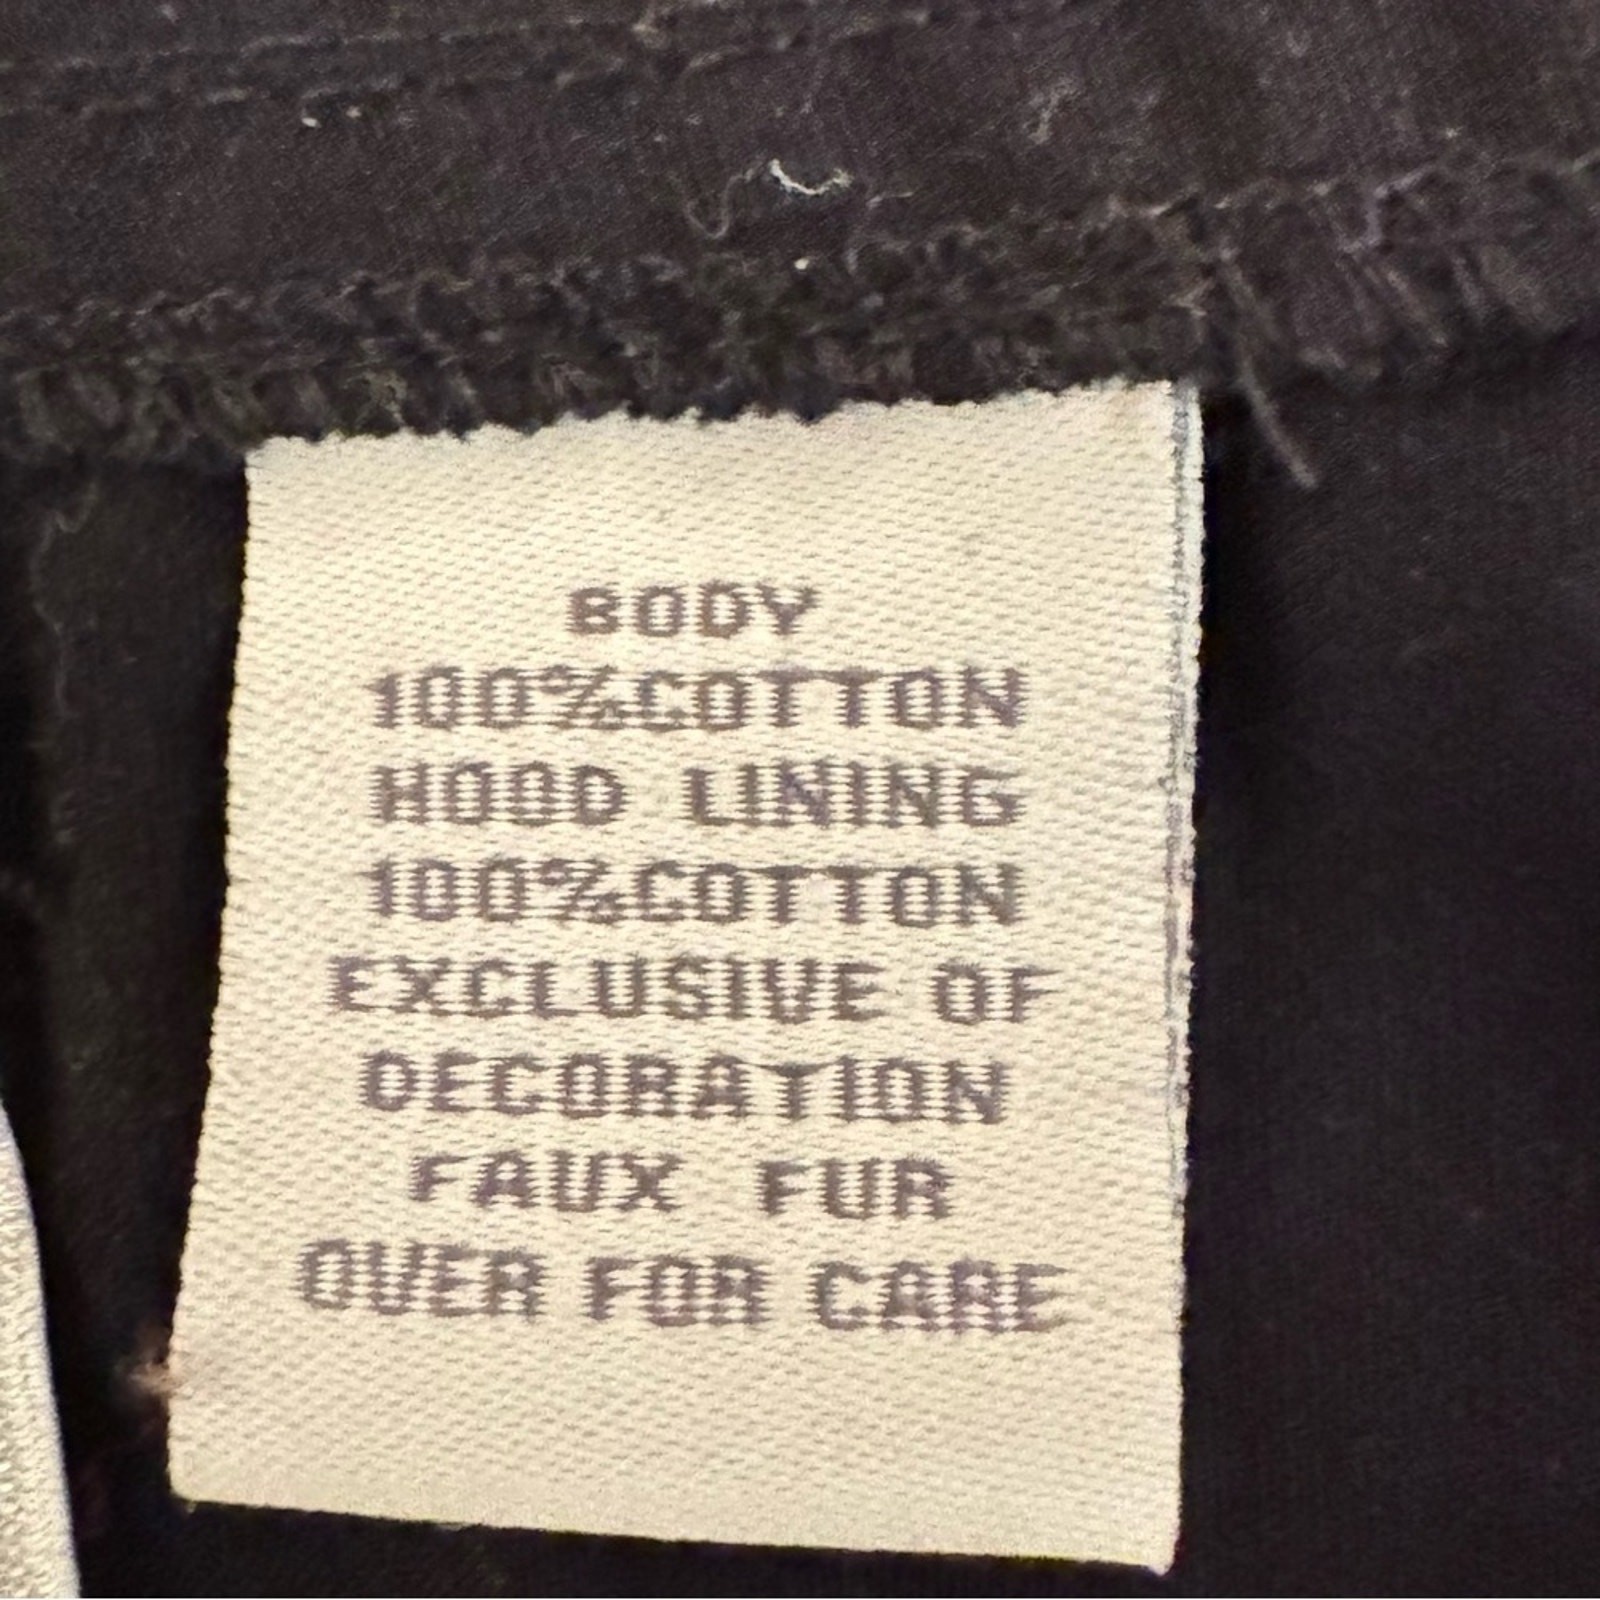 BODY
100%COTTON
HOOD LINING
100%COTTON
EXCLUSIVE OF
DECORATION
FAUX FUR
OVER FOR CARE